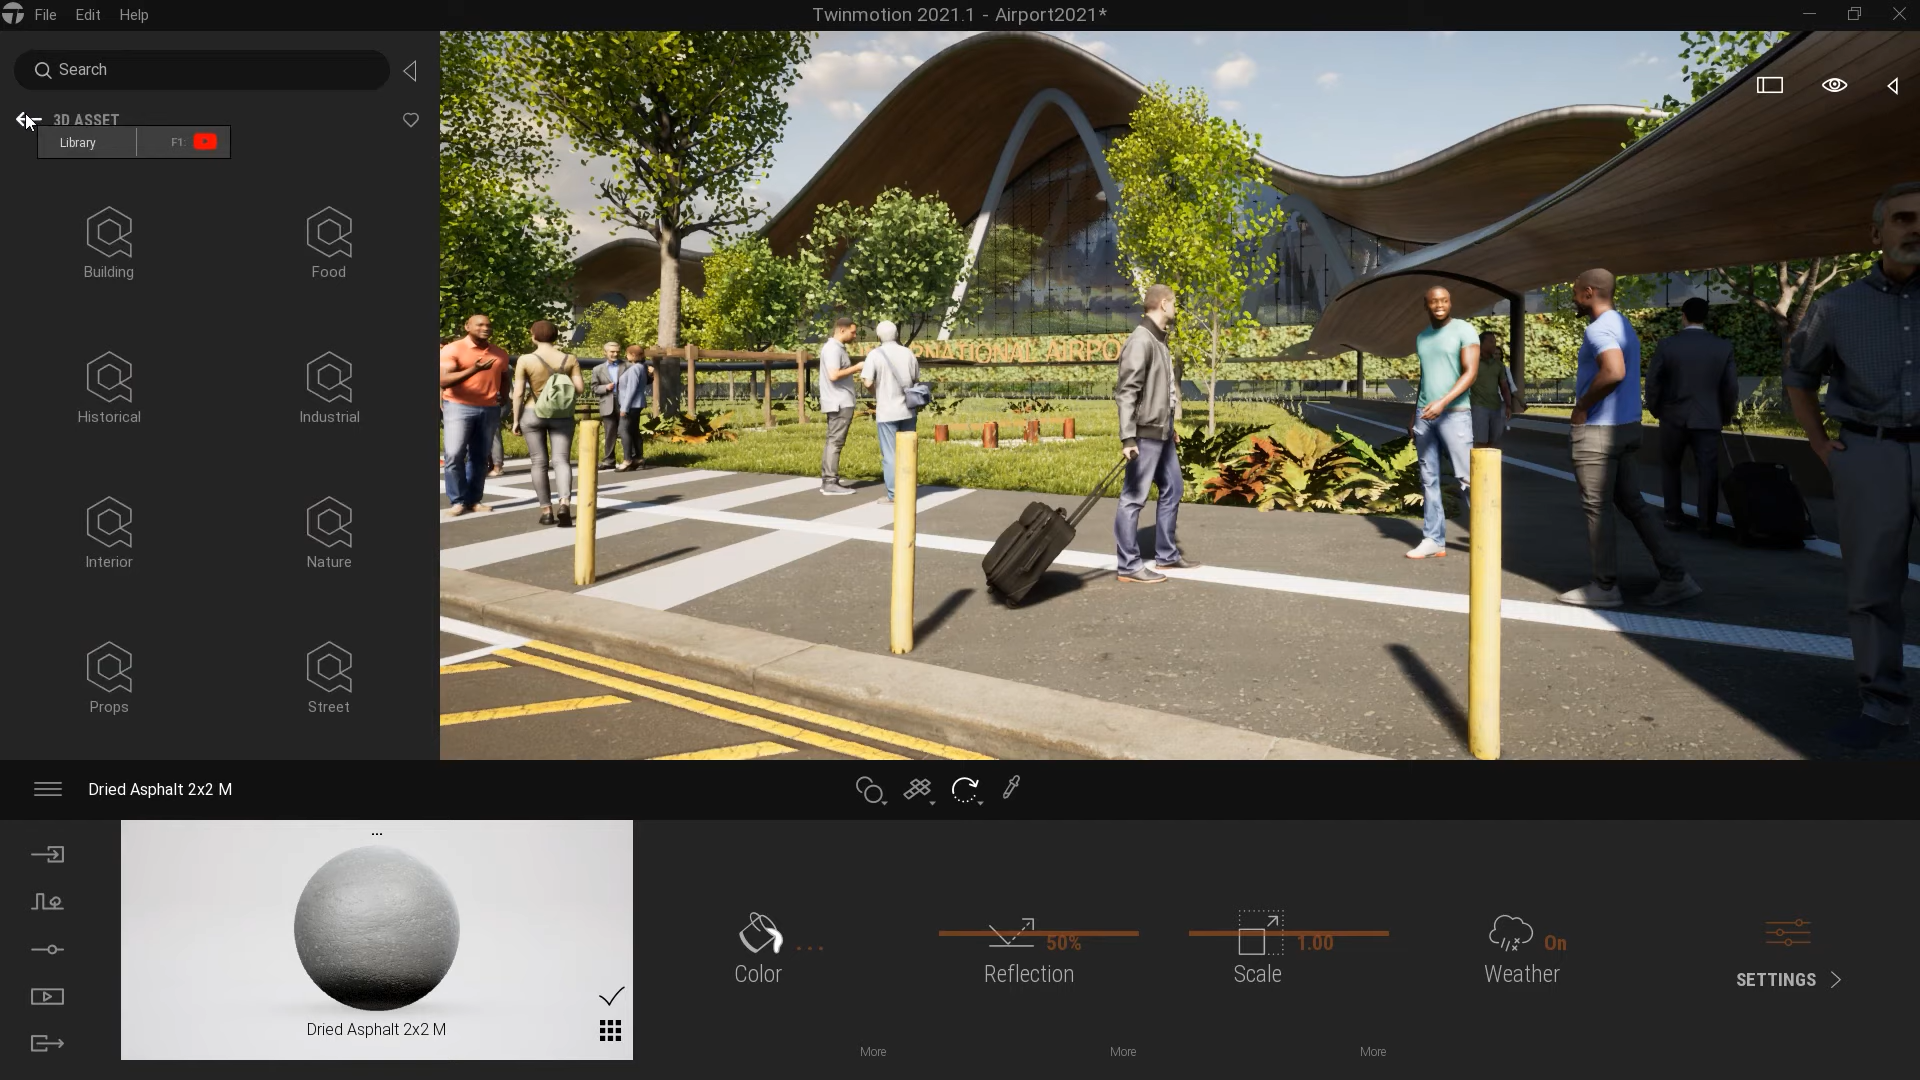 File Edit Help
Twinmotion 2021.1 - Airport2021*
Search
3D ASSET
Library F1:
Building Food
Historical Industrial
Interior Nature
Props Street
NATIONAL AIRPO
Dried Asphalt 2x2 M
...
Dried Asphalt 2x2 M
Color ...
Reflection 50%
Scale 1.00
Weather On
SETTINGS
More More More